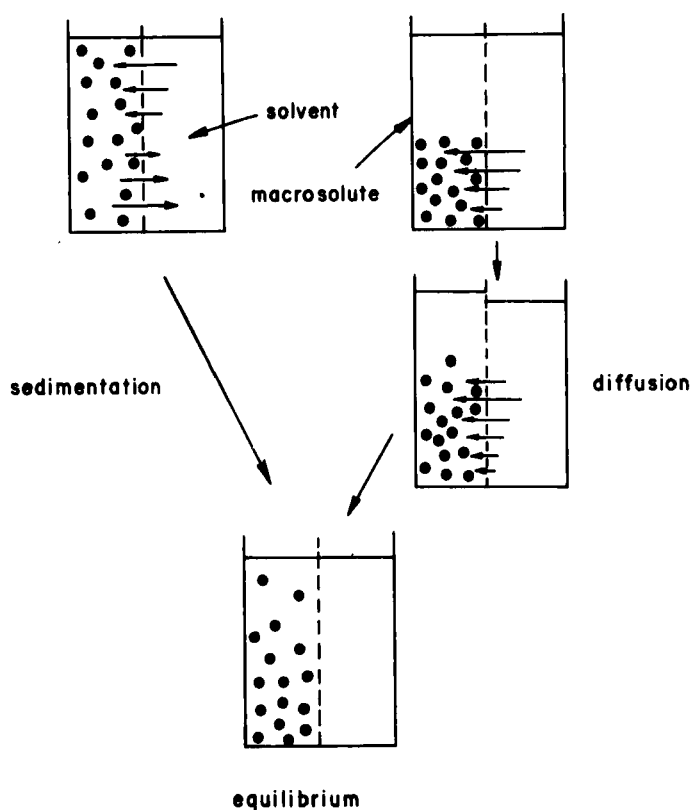 solvent
macrosolute
sedimentation
diffusion
equilibrium